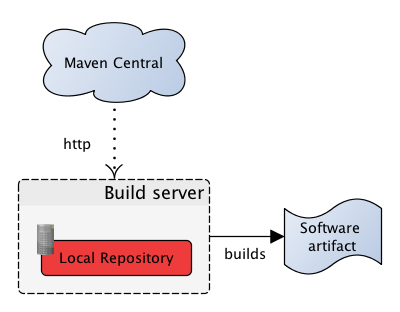 Maven Central
http
Build server
Local Repository
builds
Software
artifact